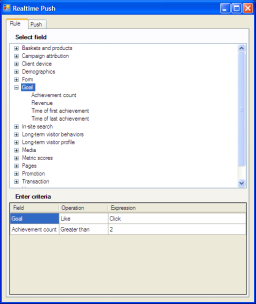 Realtime Push
Rule Push
Select field
Baskets and products
Campaign attribution
Client device
Demographics
Form
Goal
Achievement count
Revenue
Time of first achievement
Time of last achievement
In-site search
Long-term visitor behaviors
Long-term visitor profile
Media
Metric scores
Pages
Promotion
Transaction
Enter criteria
Field Operation Expression
Goal Like Click
Achievement count Greater than 2